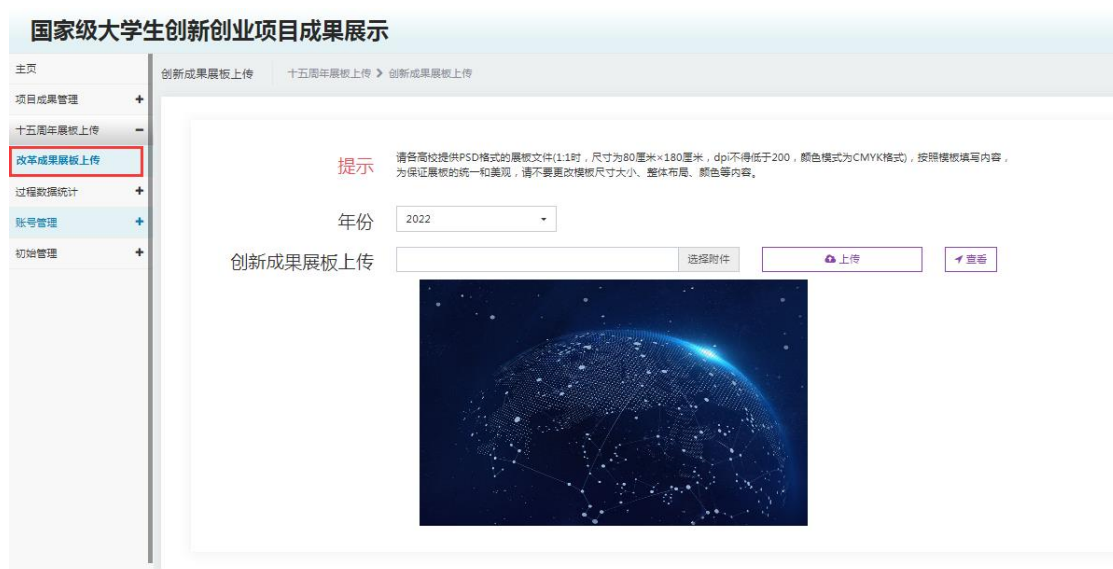 国家级大学生创新创业项目成果展示
主页
创新成果展板上传 十五周年展板上传 创新成果展板上传
项目成果管理
十五周年展板上传
改革成果展板上传
过程数据统计
账号管理
初始管理
提示
请各高校提供PSD格式的展板文件(1:1时，尺寸为80厘米×180厘米，dpi不得低于200，颜色模式为CMYK格式)，按照模板填写内容，
为保证展板的统一和美观，请不要更改模板尺寸大小、整体布局、颜色等内容。
年份 2022
创新成果展板上传 选择附件 上传 查看